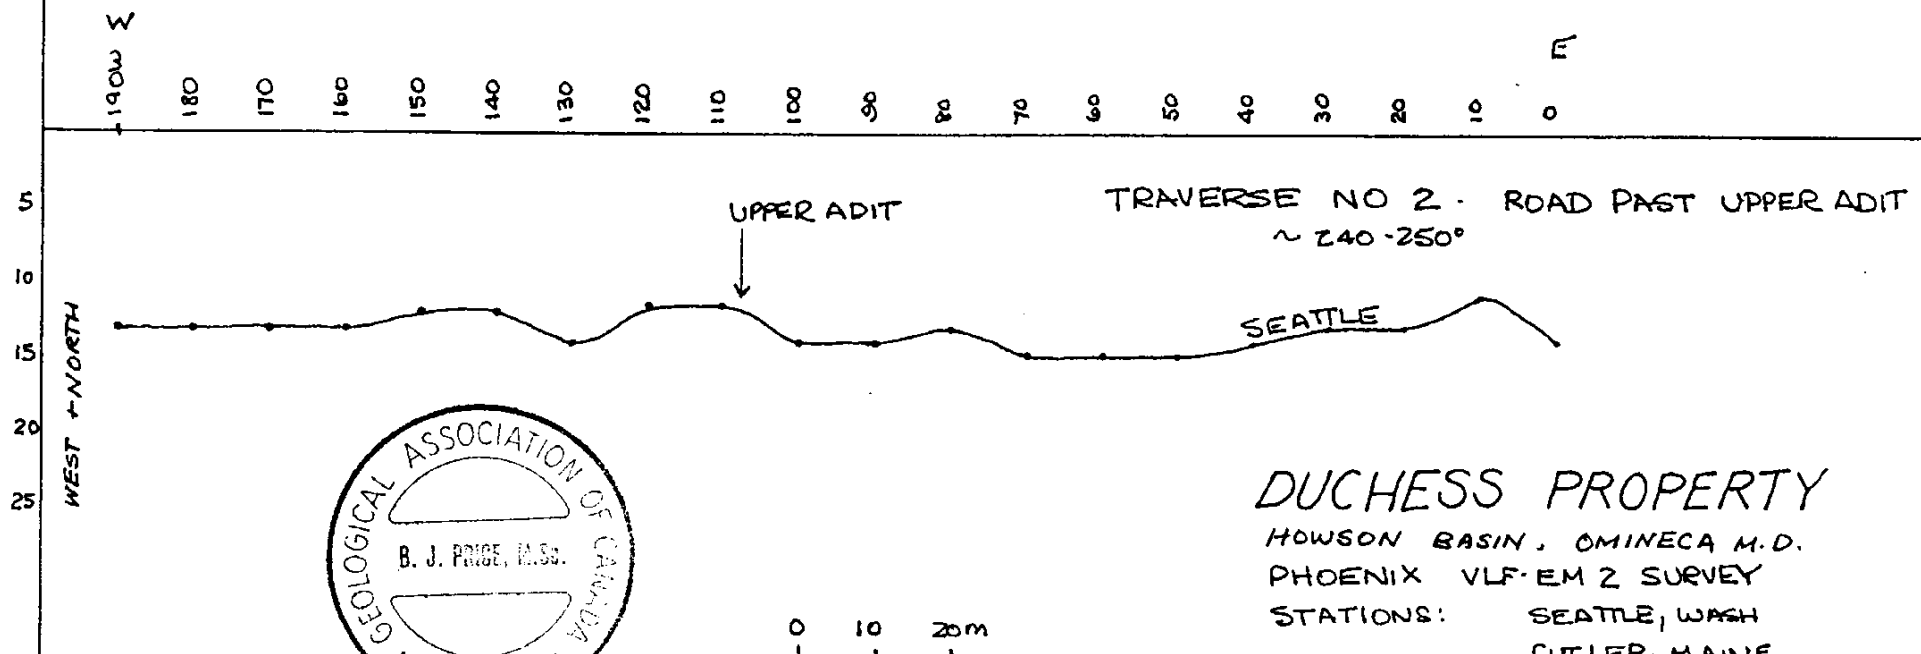 W E
190W 180 170 160 150 140 130 120 110 100 90 80 70 60 50 40 30 20 10 0
5
10
15
20
25
WEST + NORTH
UPPER ADIT
TRAVERSE NO 2. ROAD PAST UPPER ADIT
~ 240-250°
SEATTLE
GEOLOGICAL ASSOCIATION OF CANADA
B. J. PRICE, M.Sc.
DUCHESS PROPERTY
HOWSON BASIN, OMINECA M.D.
PHOENIX VLF-EM 2 SURVEY
STATIONS: SEATTLE, WASH
CUTLER, MAINE
0 10 20m